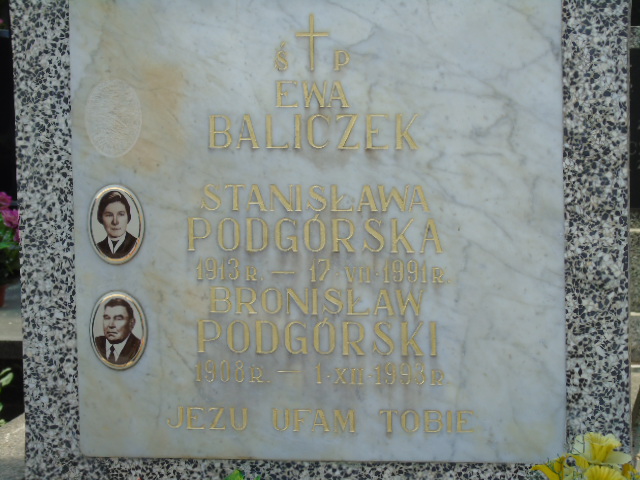 Ś P
EWA
BALICZEK
STANISŁAWA
PODGÓRSKA
1913 R. — 17·VII·1991 R.
BRONISŁAW
PODGÓRSKI
1908 R. — 1·XII·1993 R.
JEZU UFAM TOBIE